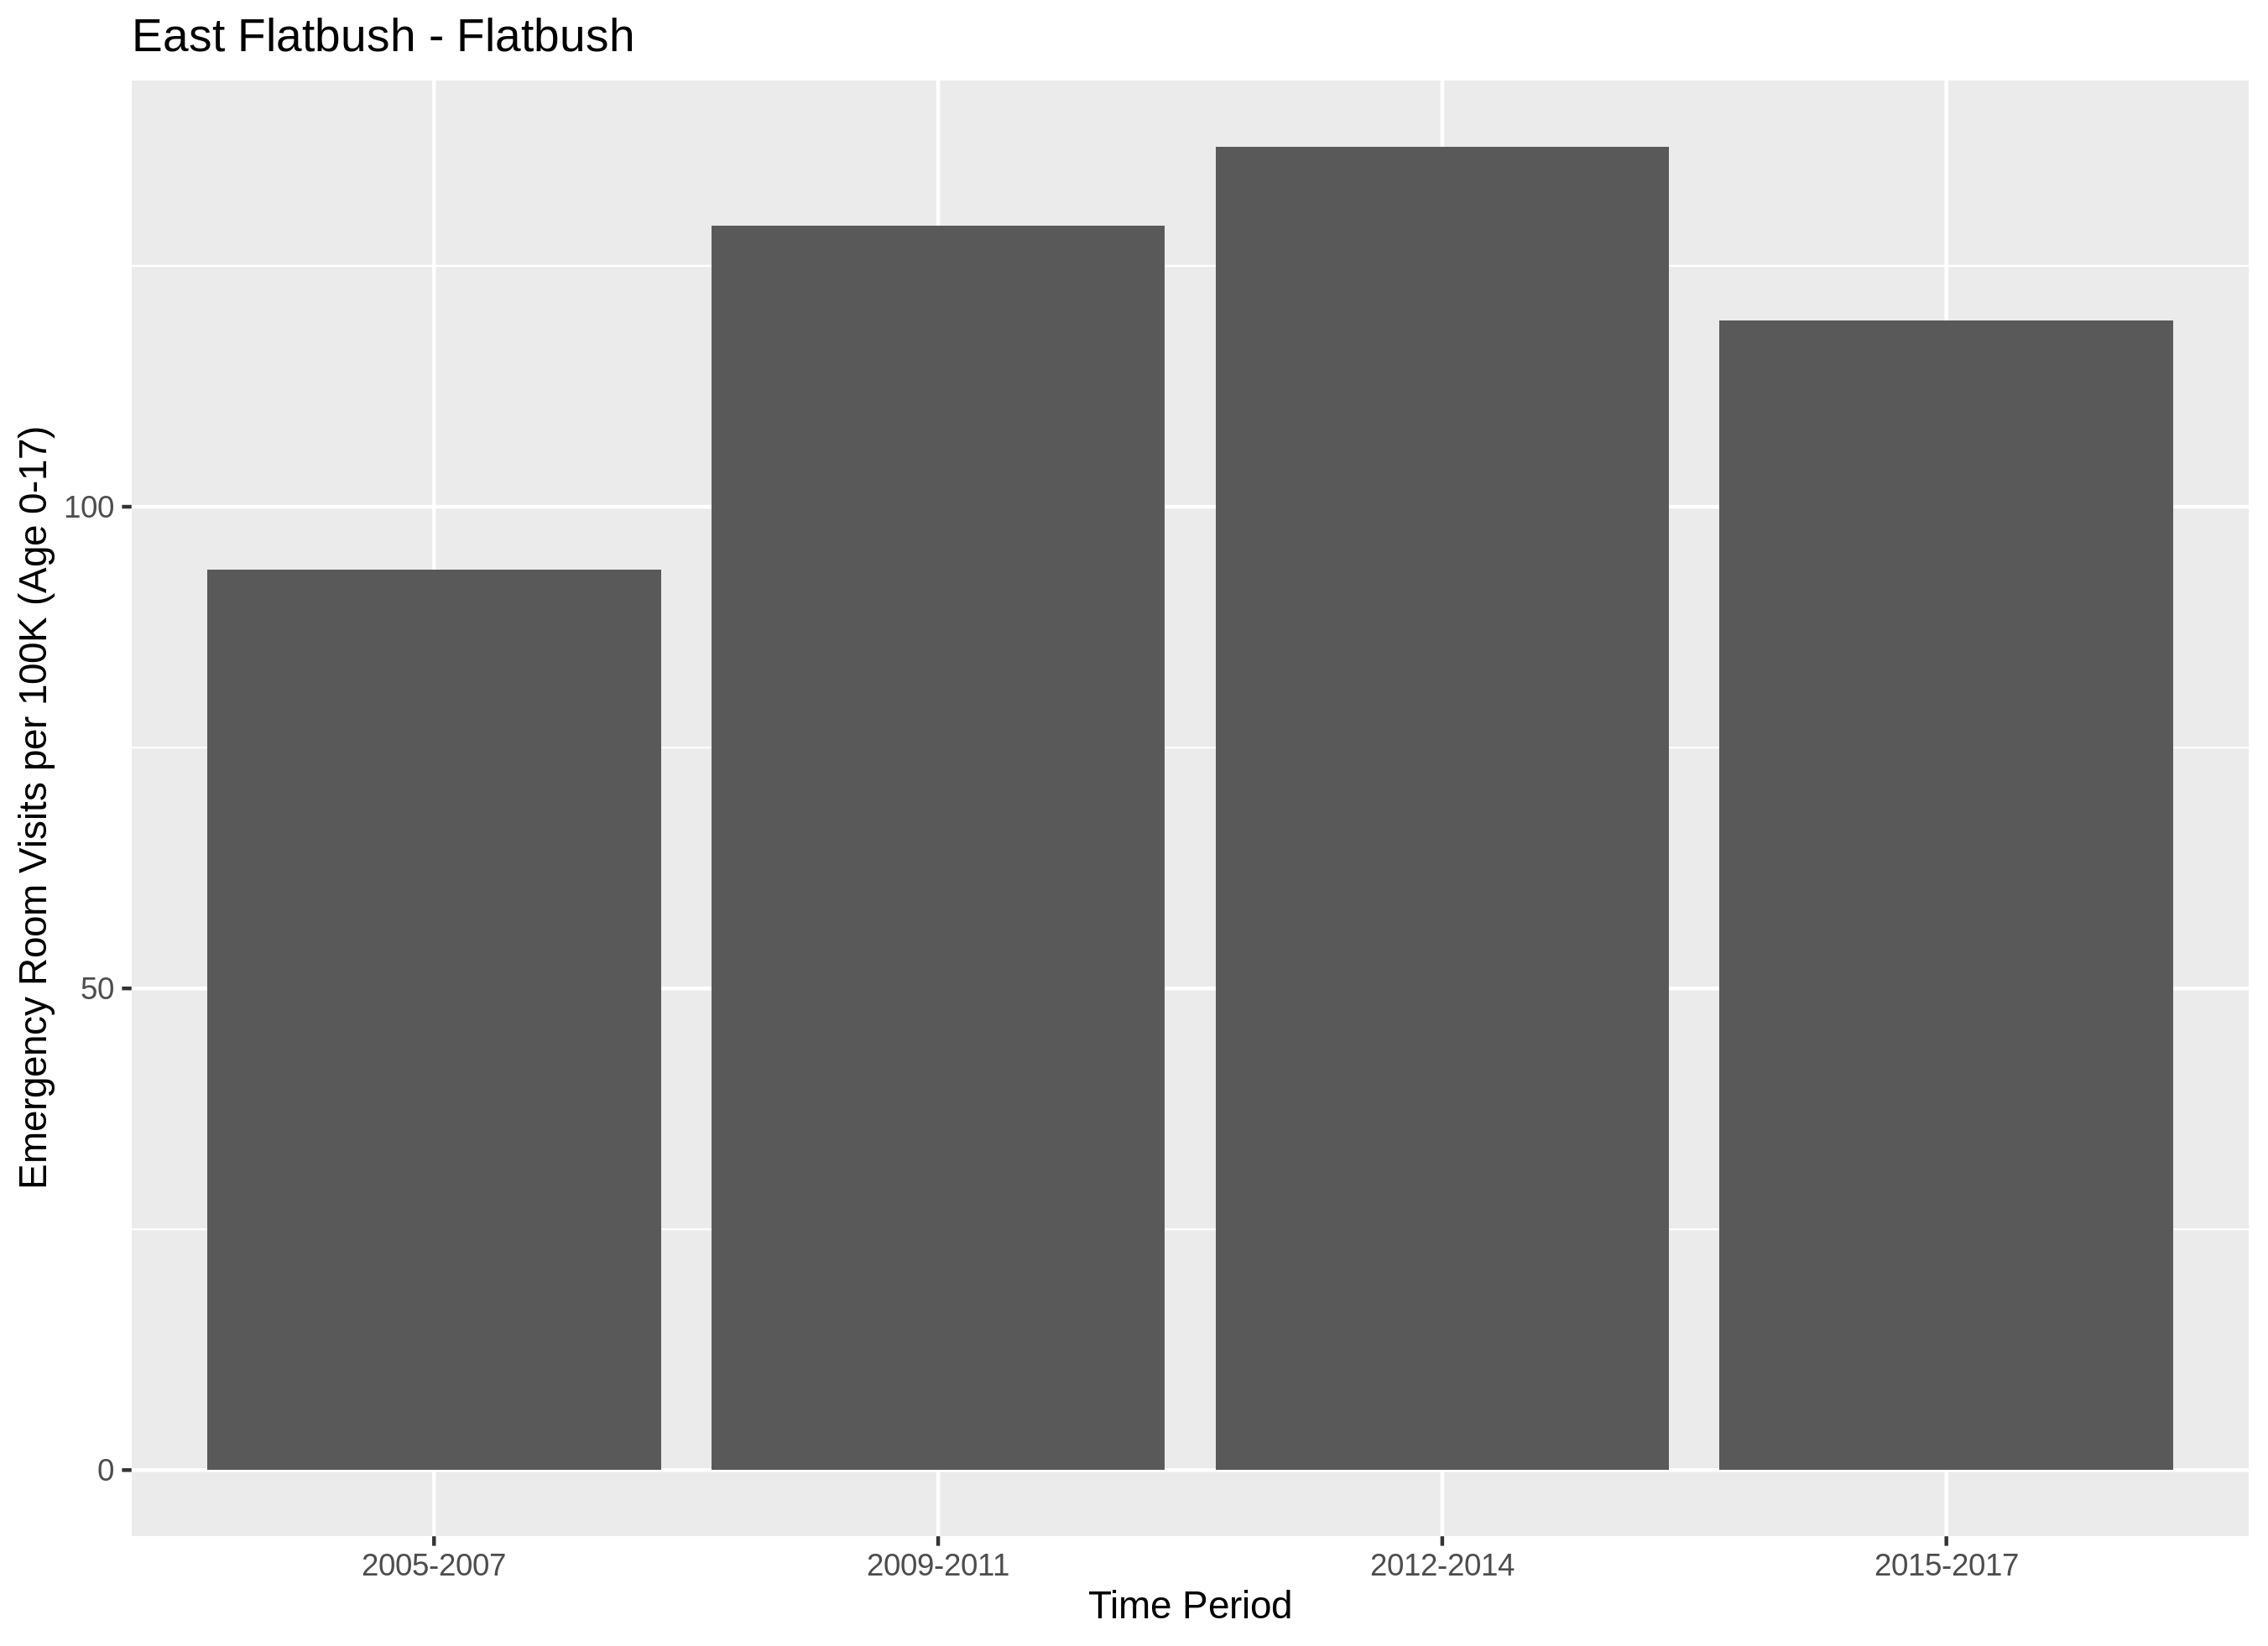 East Flatbush - Flatbush
Emergency Room Visits per 100K (Age 0-17)
100
50
0
2005-2007
2009-2011
2012-2014
2015-2017
Time Period